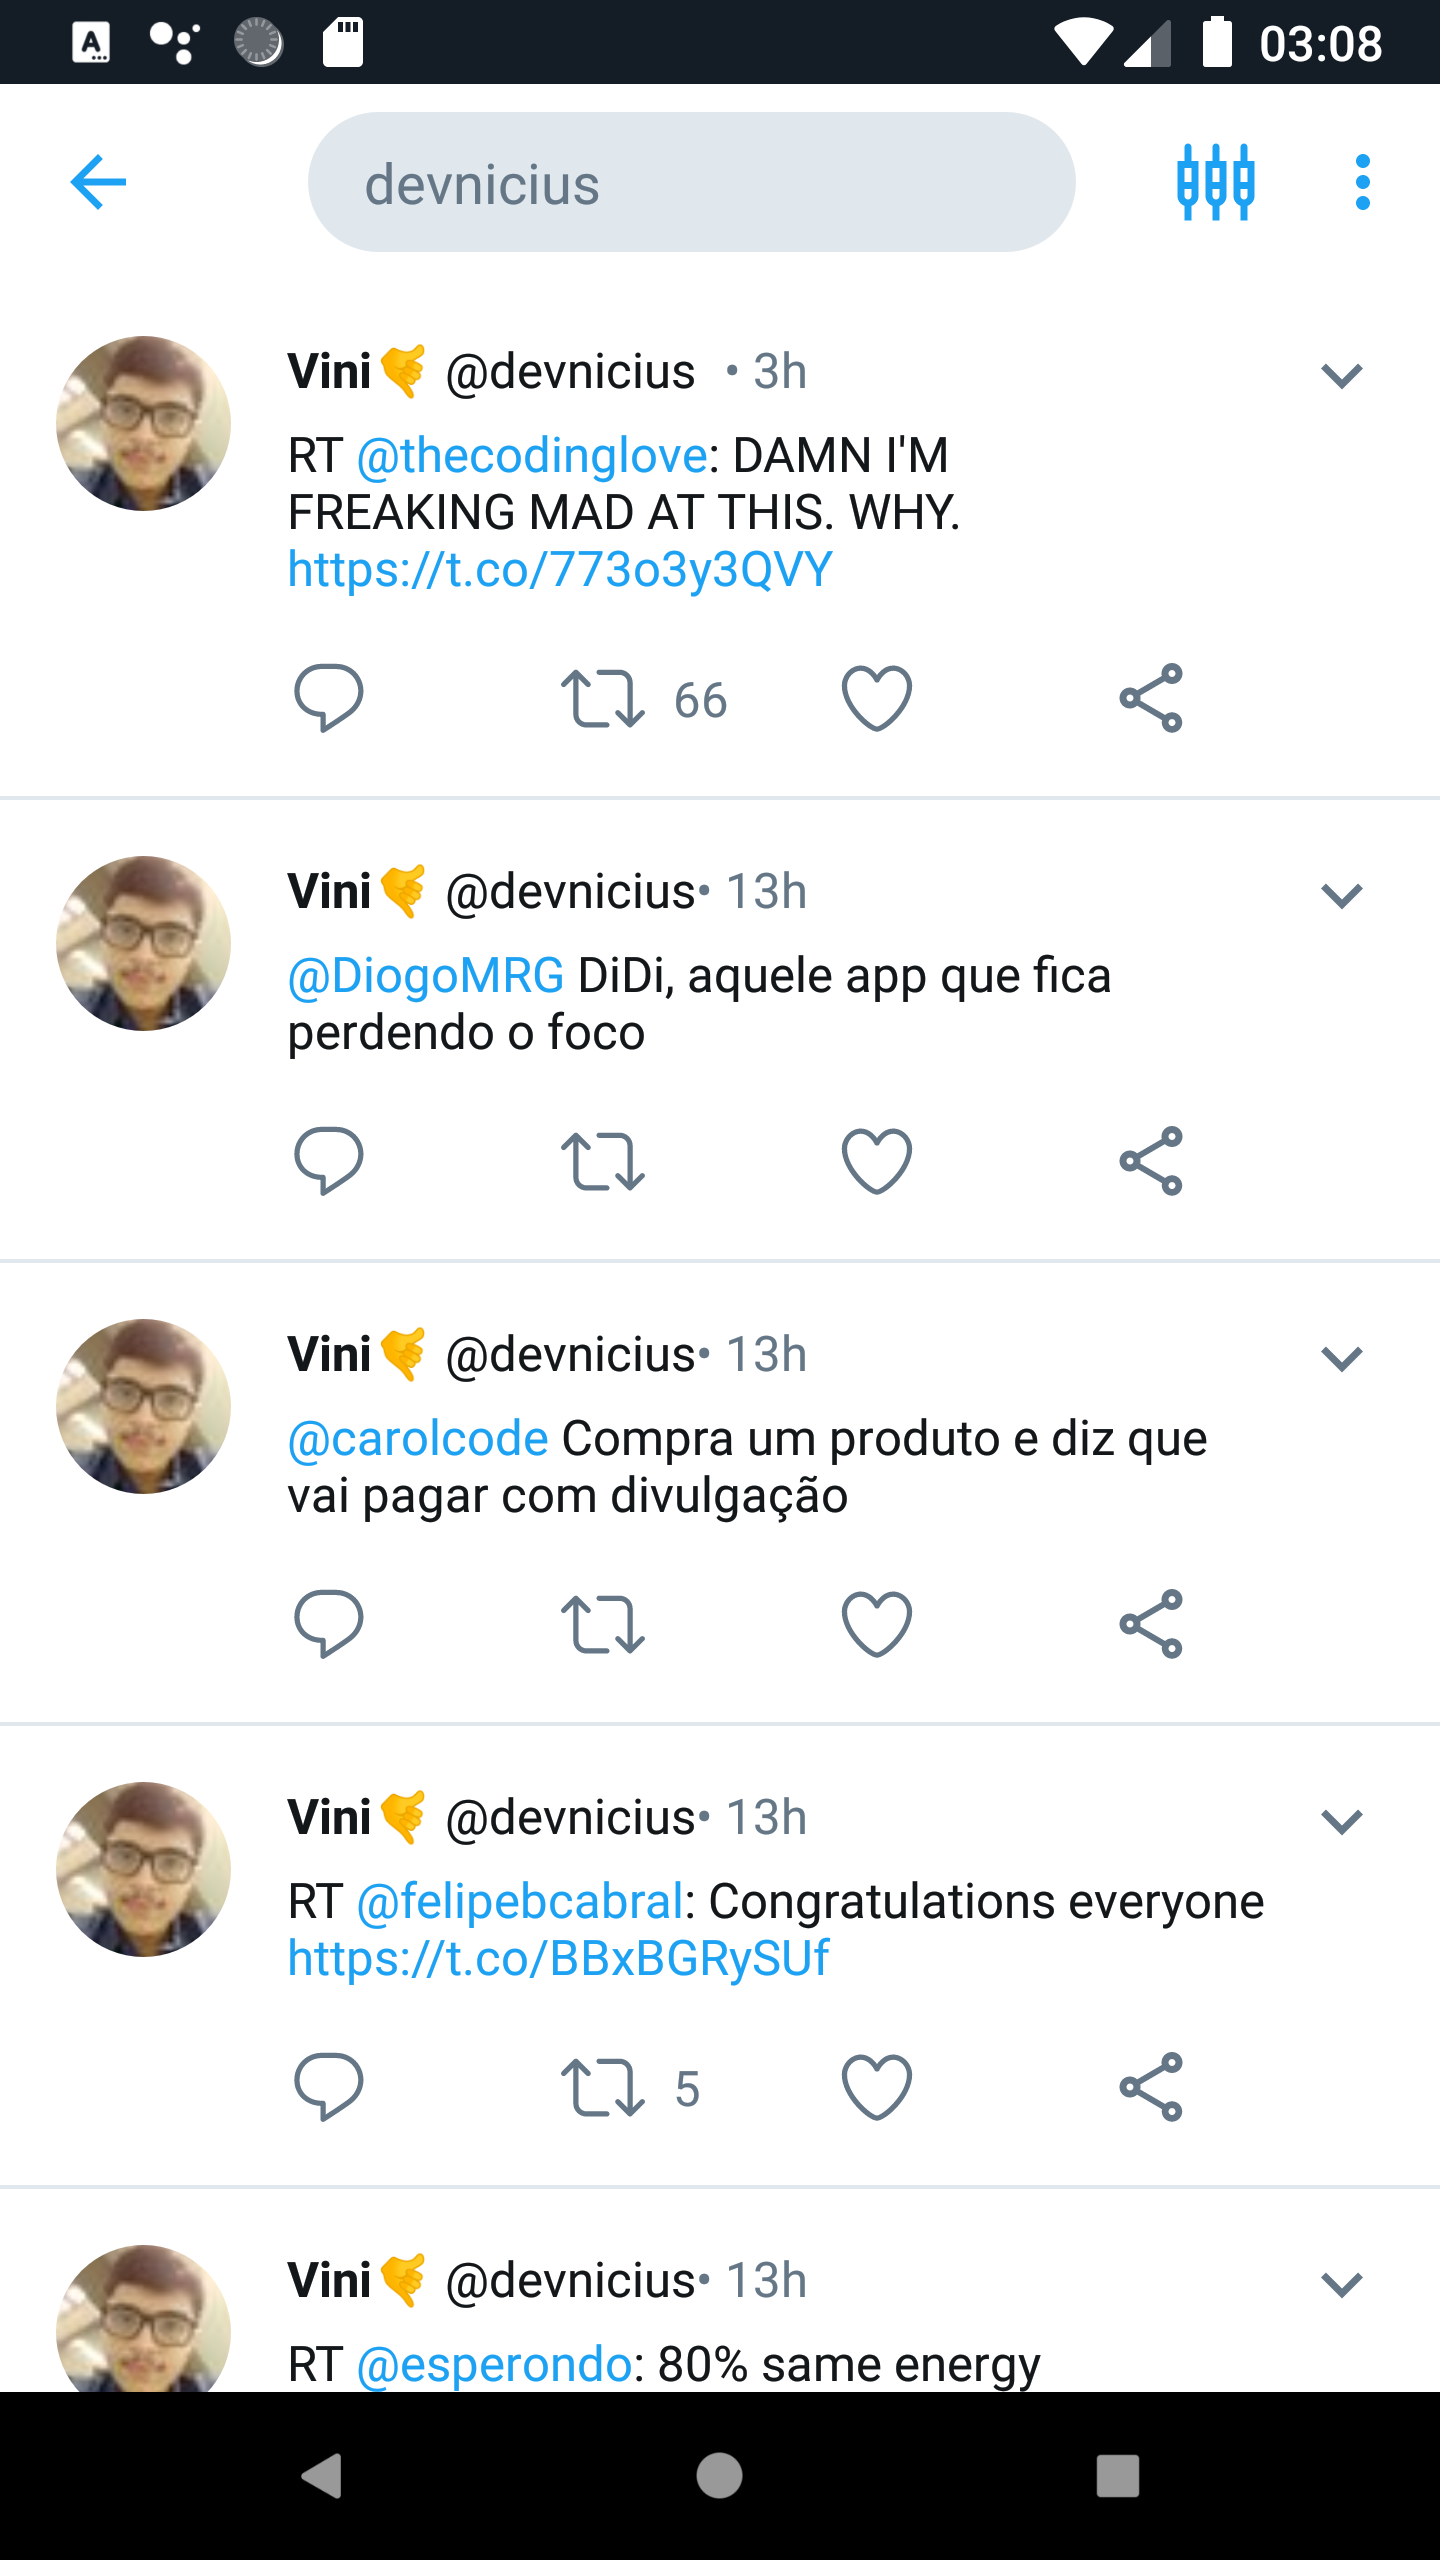 03:08
devnicius
Vini🤙 @devnicius • 3h
RT @thecodinglove: DAMN I'M
FREAKING MAD AT THIS. WHY.
https://t.co/773o3y3QVY
66
Vini🤙 @devnicius• 13h
@DiogoMRG DiDi, aquele app que fica
perdendo o foco
Vini🤙 @devnicius• 13h
@carolcode Compra um produto e diz que
vai pagar com divulgação
Vini🤙 @devnicius• 13h
RT @felipebcabral: Congratulations everyone
https://t.co/BBxBGRySUf
5
Vini🤙 @devnicius• 13h
RT @esperondo: 80% same energy